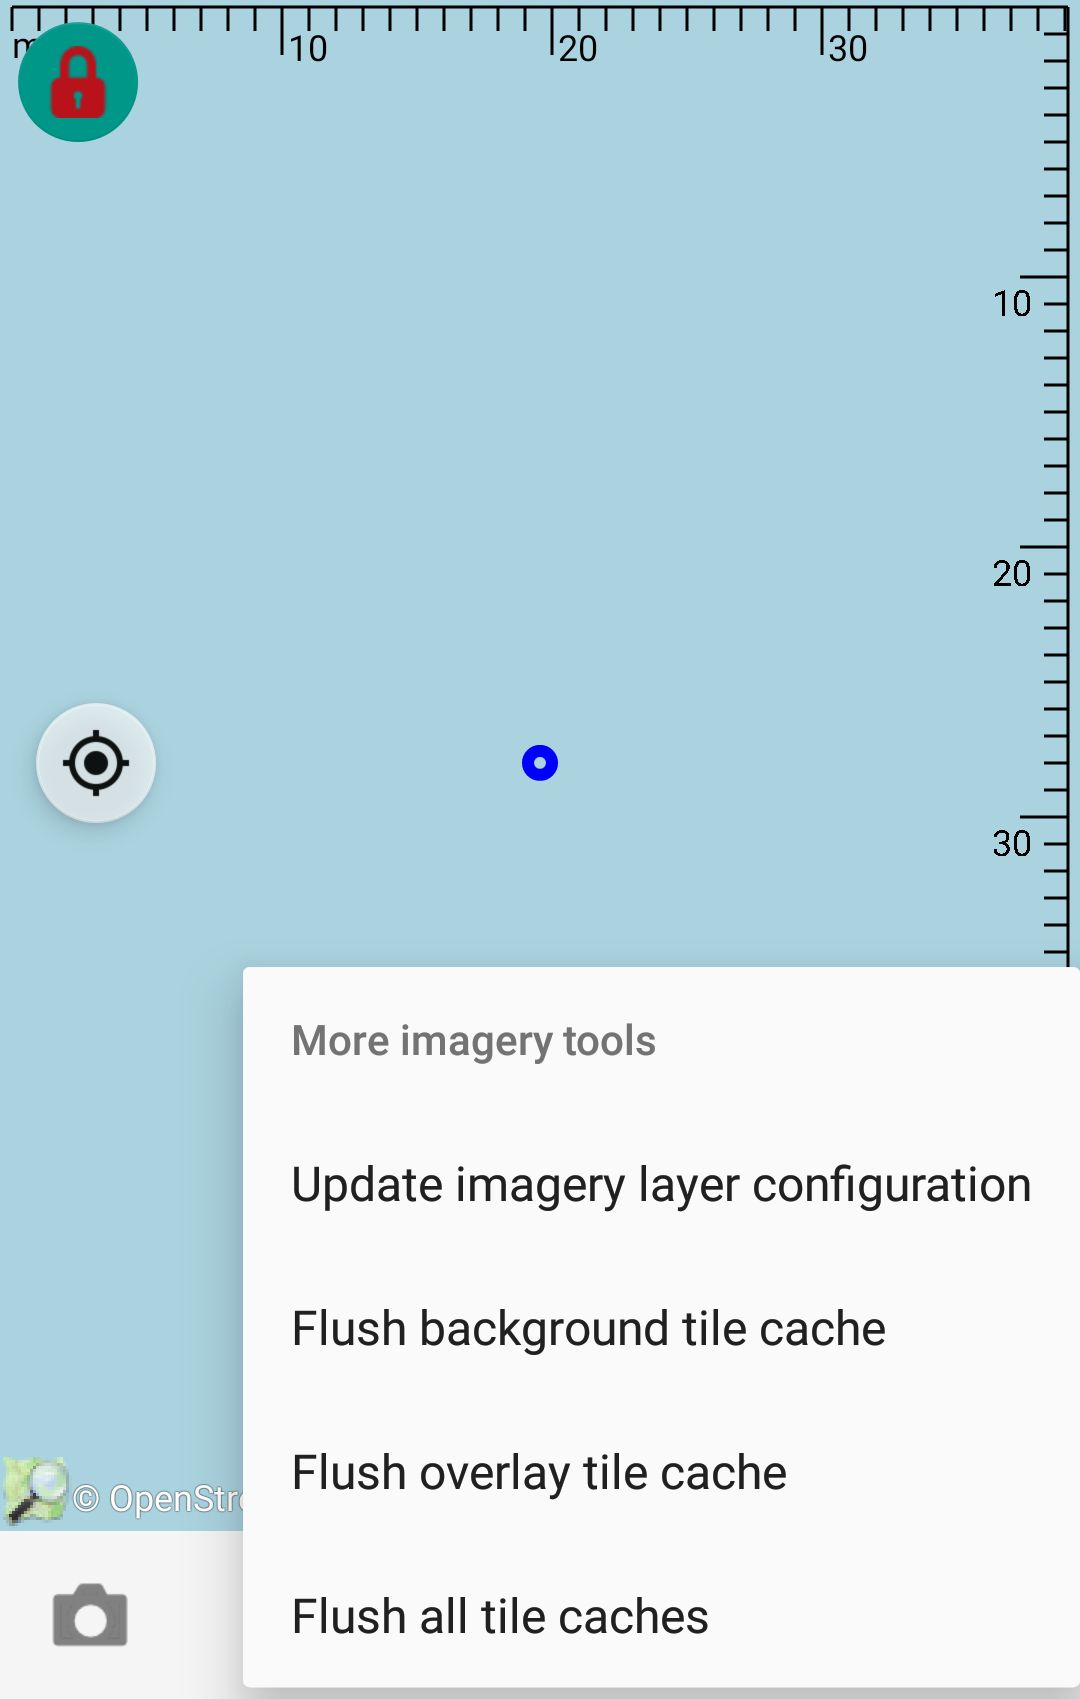 10
20
30
10
20
30
More imagery tools
Update imagery layer configuration
Flush background tile cache
Flush overlay tile cache
© OpenStr
Flush all tile caches